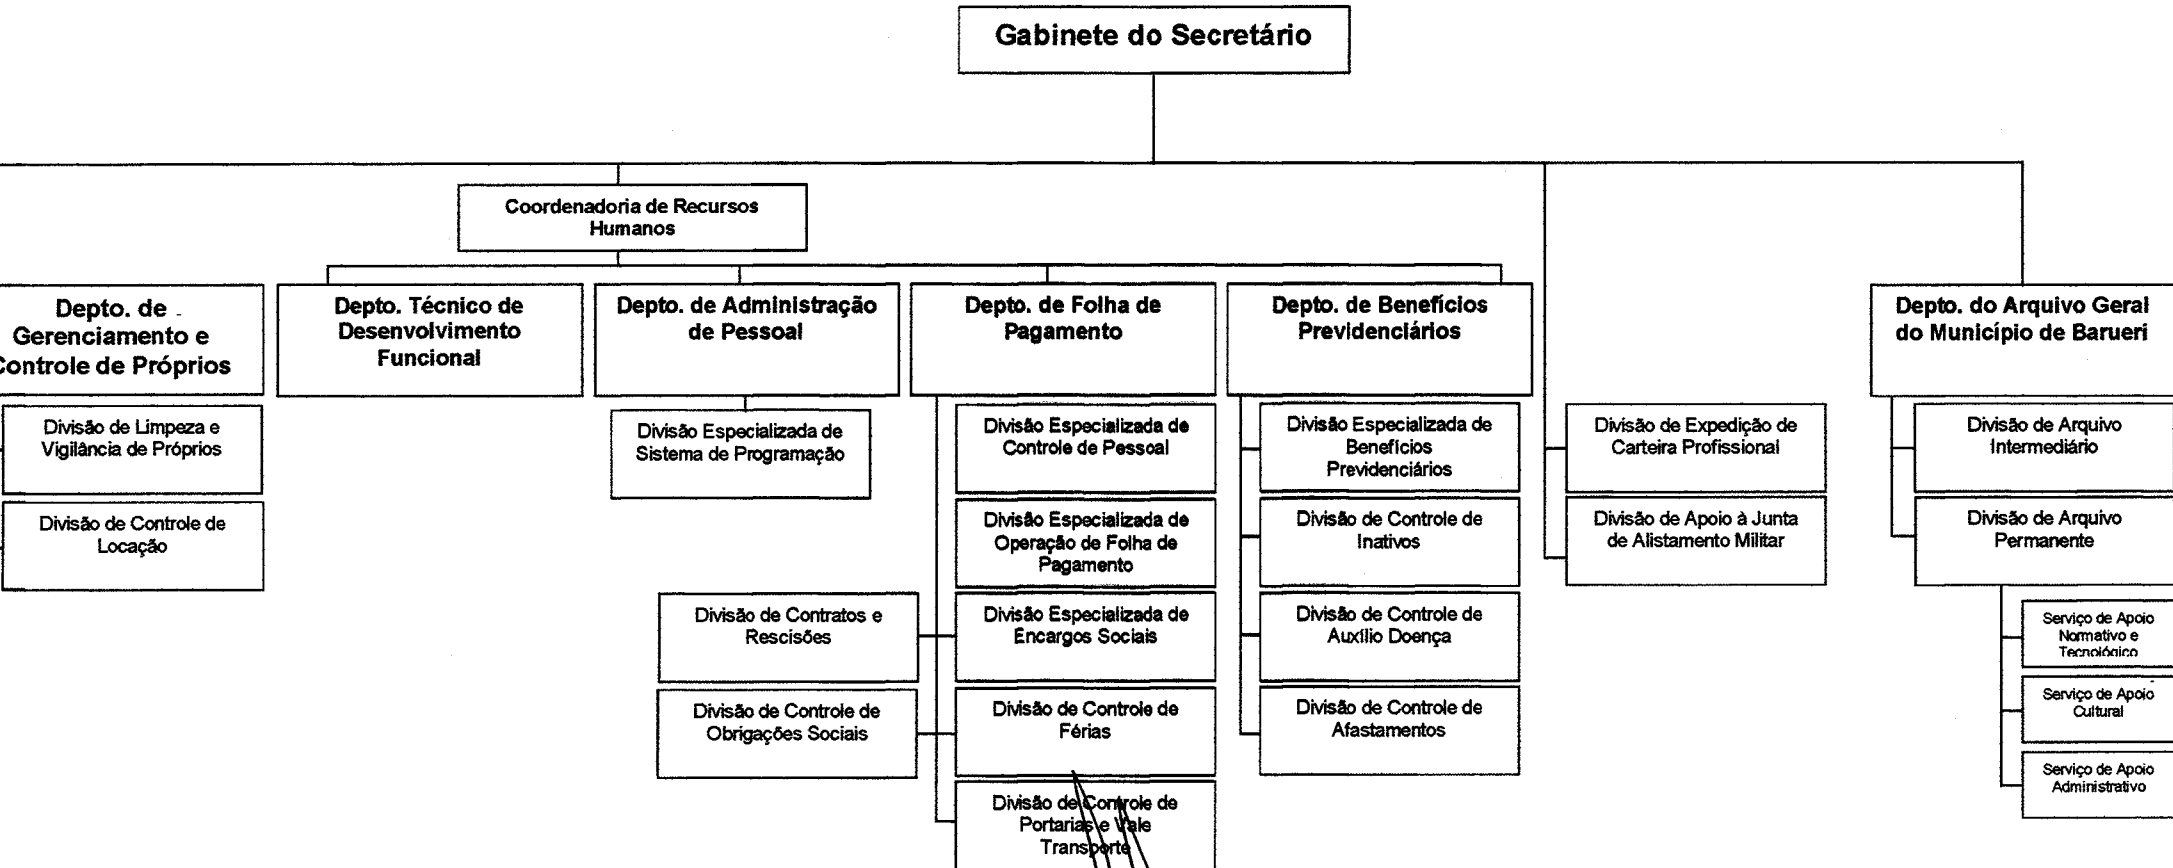 Gabinete do Secretário
Coordenadoria de Recursos
Humanos
Depto. de
Gerenciamento e
Controle de Próprios
Divisão de Limpeza e
Vigilância de Próprios
Divisão de Controle de
Locação
Depto. Técnico de
Desenvolvimento
Funcional
Depto. de Administração
de Pessoal
Divisão Especializada de
Sistema de Programação
Depto. de Folha de
Pagamento
Divisão Especializada de
Controle de Pessoal
Divisão Especializada de
Operação de Folha de
Pagamento
Divisão de Contratos e
Rescisões
Divisão Especializada de
Encargos Sociais
Divisão de Controle de
Obrigações Sociais
Divisão de Controle de
Férias
Divisão de Controle de
Portarias e Vale
Transporte
Depto. de Benefícios
Previdenciários
Divisão Especializada de
Benefícios
Previdenciários
Divisão de Controle de
Inativos
Divisão de Controle de
Auxílio Doença
Divisão de Controle de
Afastamentos
Divisão de Expedição de
Carteira Profissional
Divisão de Apoio à Junta
de Alistamento Militar
Depto. do Arquivo Geral
do Município de Barueri
Divisão de Arquivo
Intermediário
Divisão de Arquivo
Permanente
Serviço de Apoio
Normativo e
Tecnológico
Serviço de Apoio
Cultural
Serviço de Apoio
Administrativo